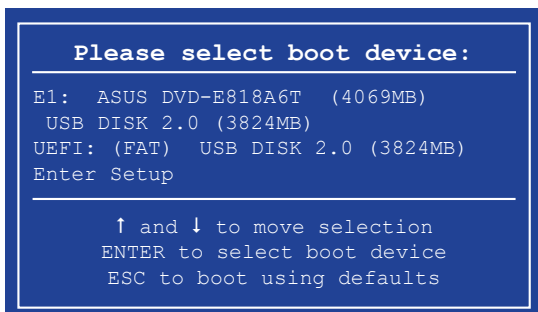 Please select boot device:
E1: ASUS DVD-E818A6T (4069MB)
USB DISK 2.0 (3824MB)
UEFI: (FAT) USB DISK 2.0 (3824MB)
Enter Setup
↑ and ↓ to move selection
ENTER to select boot device
ESC to boot using defaults